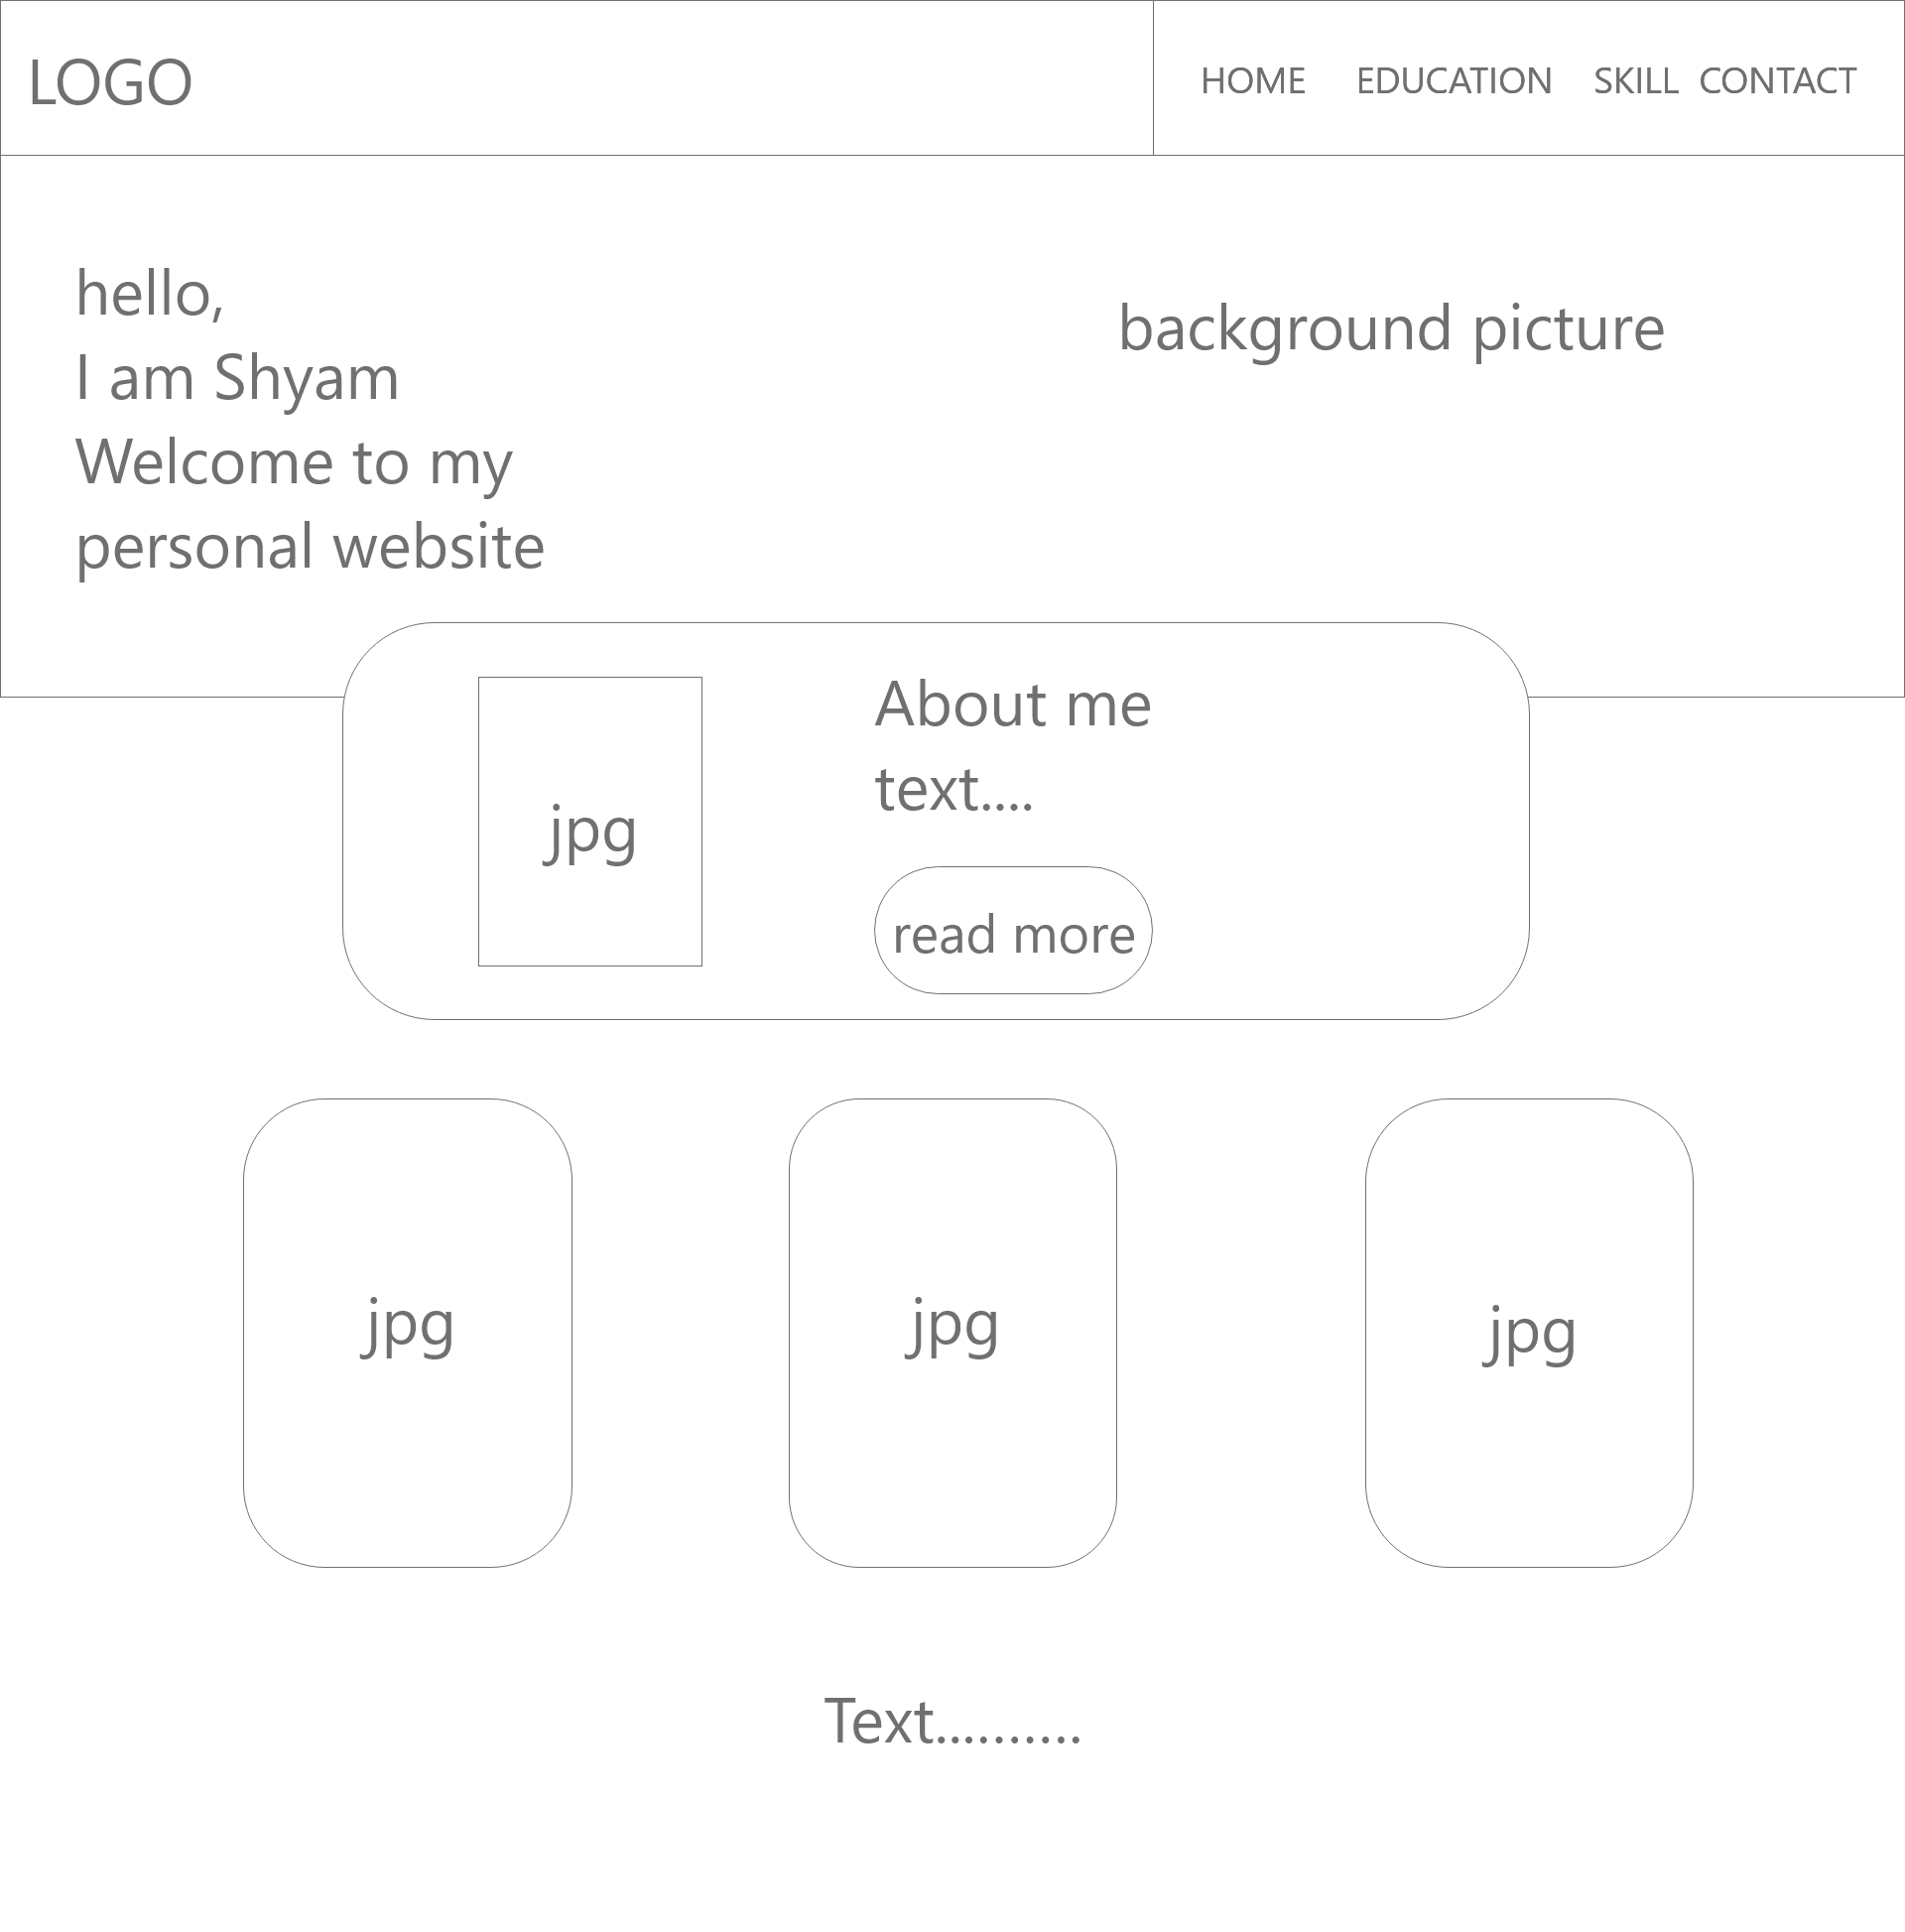 LOGO
HOME EDUCATION SKILL CONTACT
hello,
I am Shyam
Welcome to my
personal website
background picture
About me
text....
jpg
read more
jpg
jpg
jpg
Text..........